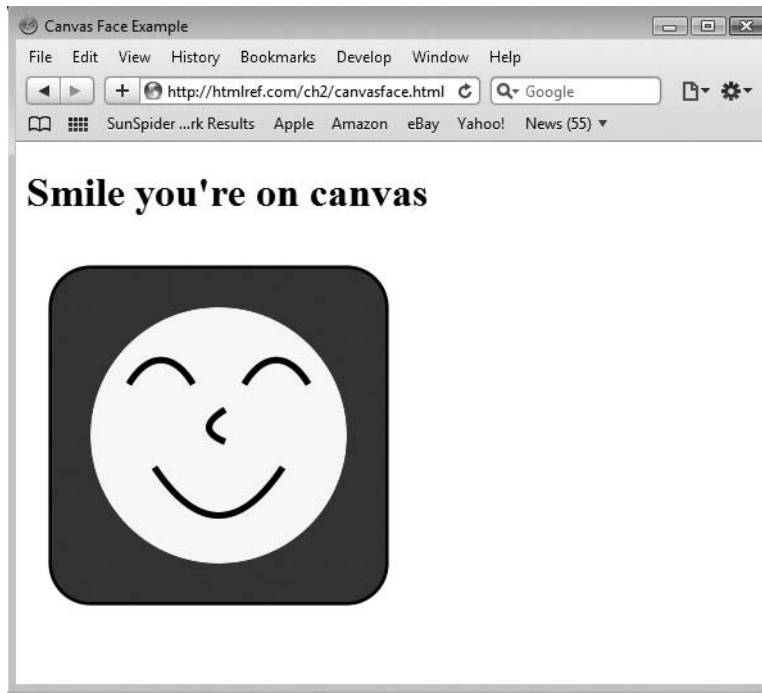 Canvas Face Example
File Edit View History Bookmarks Develop Window Help
http://htmlref.com/ch2/canvasface.html Google
SunSpider ...rk Results Apple Amazon eBay Yahoo! News (55)
Smile you're on canvas